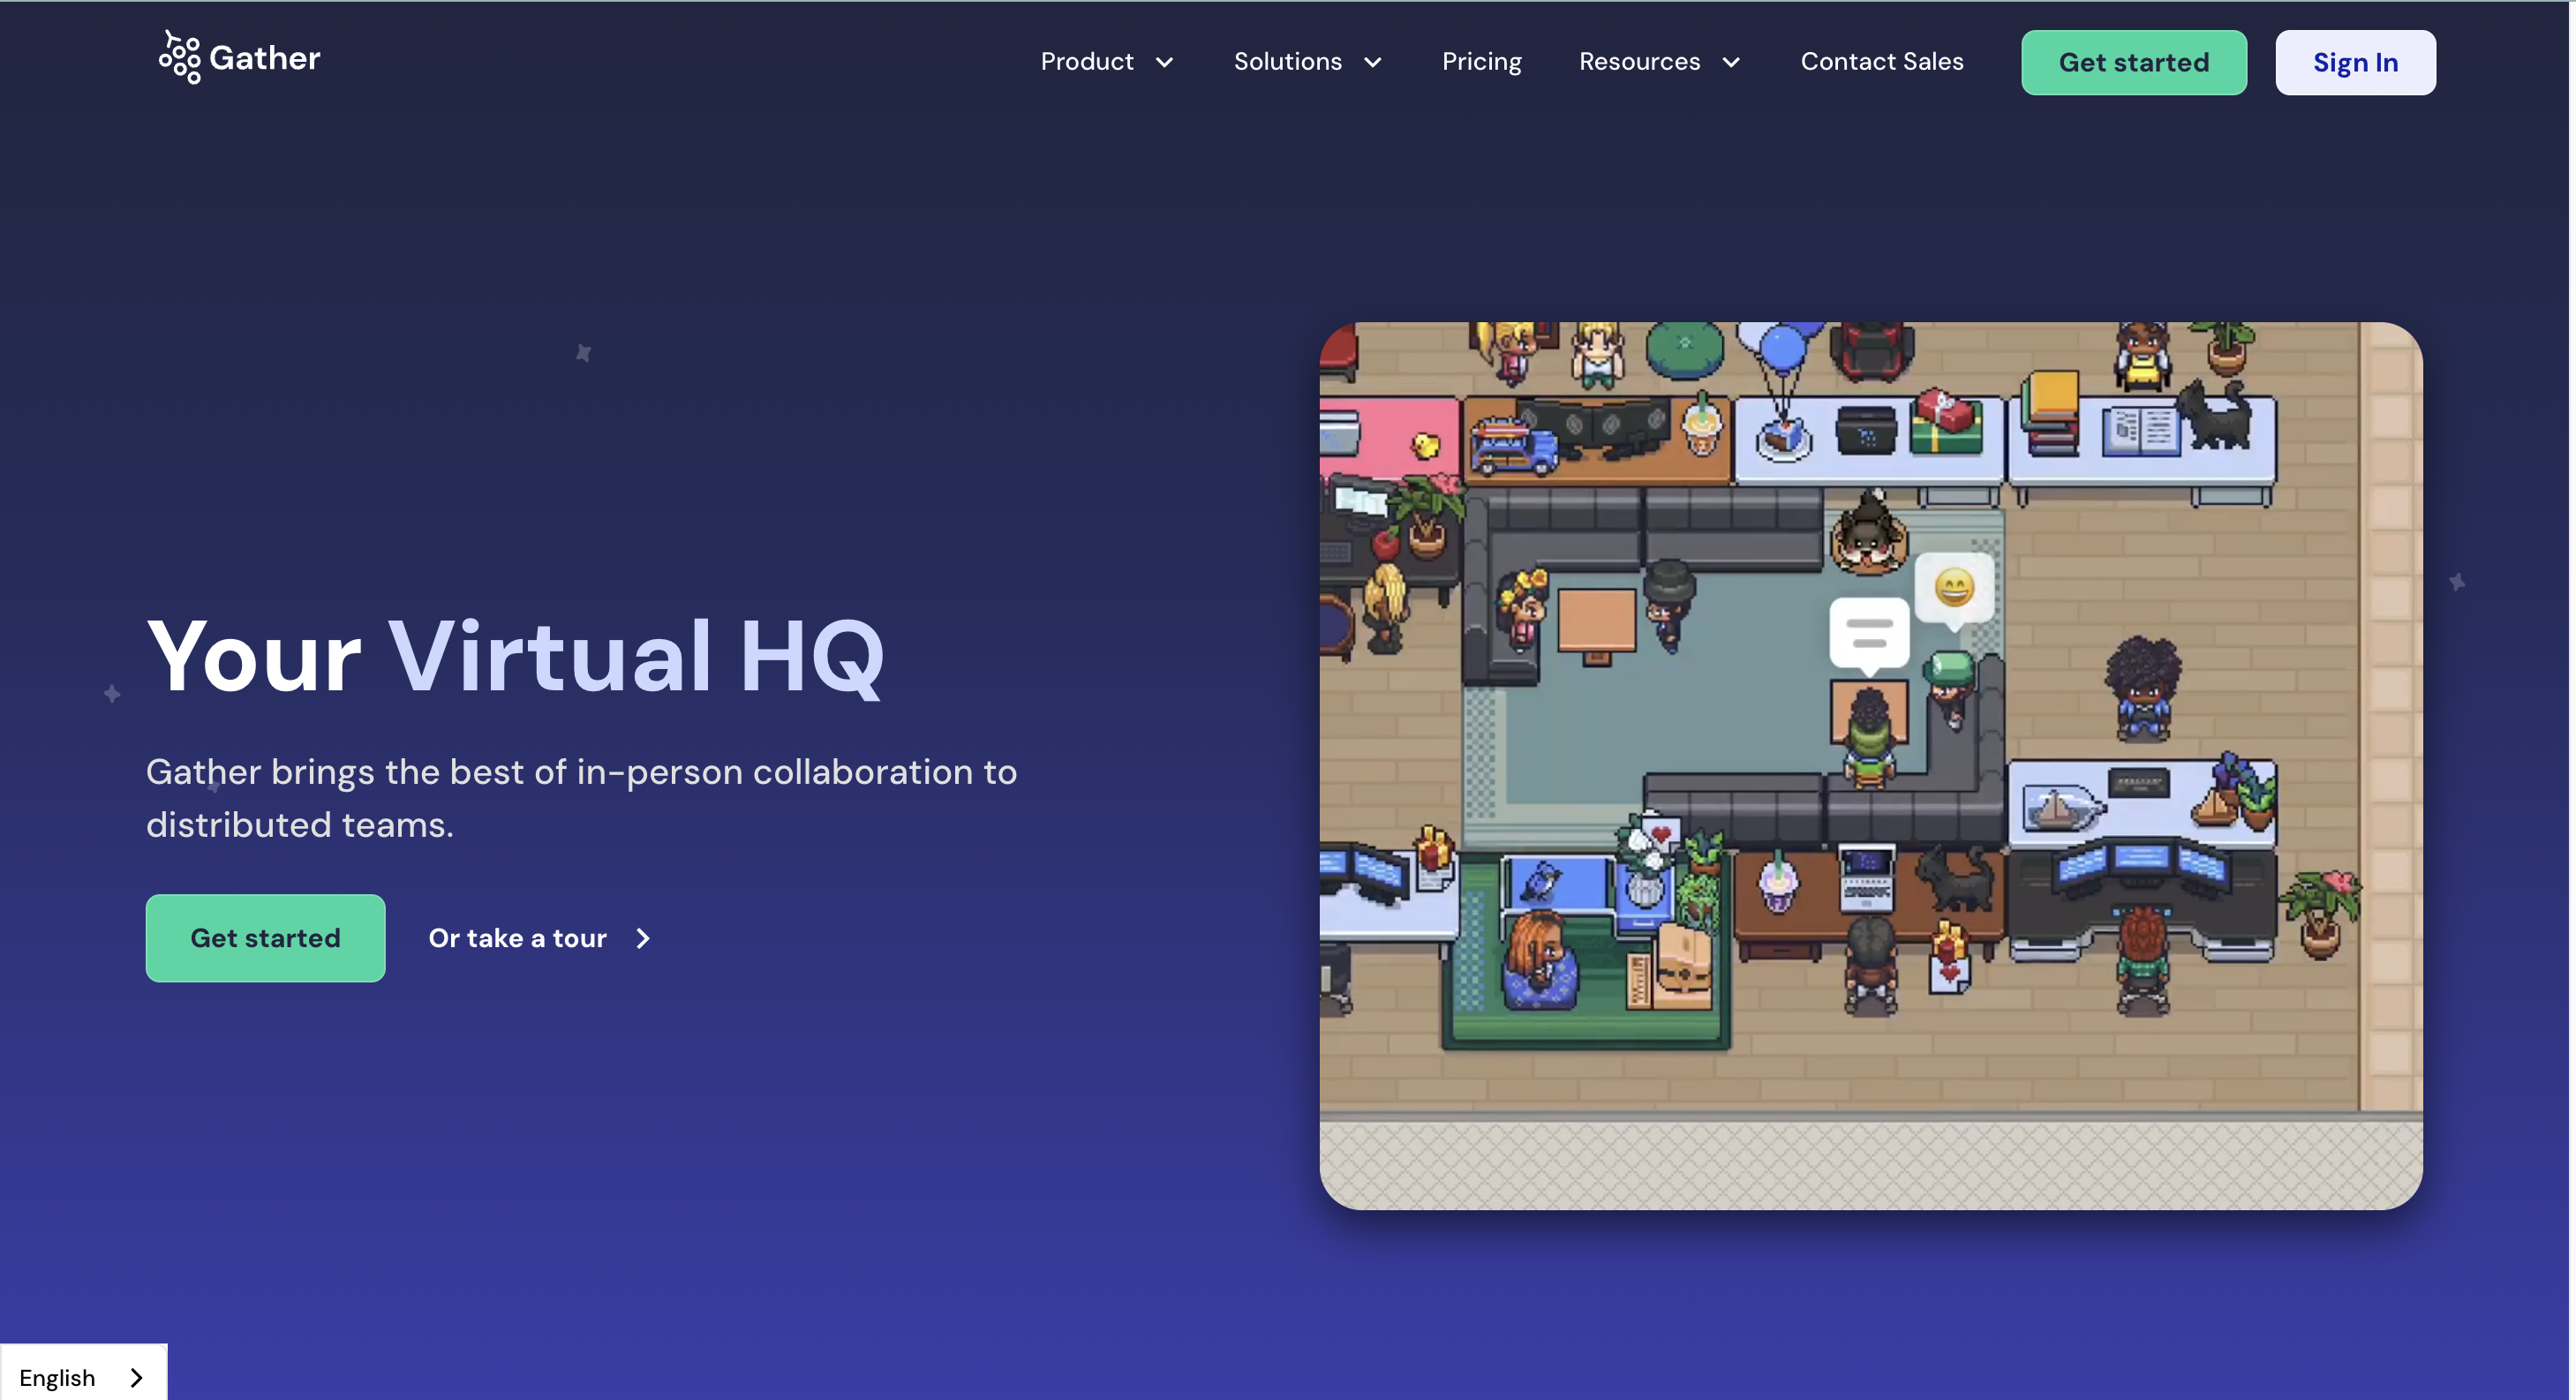 Gather
Product
Solutions
Pricing
Resources
Contact Sales
Get started
Sign In
Your Virtual HQ
Gather brings the best of in-person collaboration to
distributed teams.
Get started
Or take a tour
English